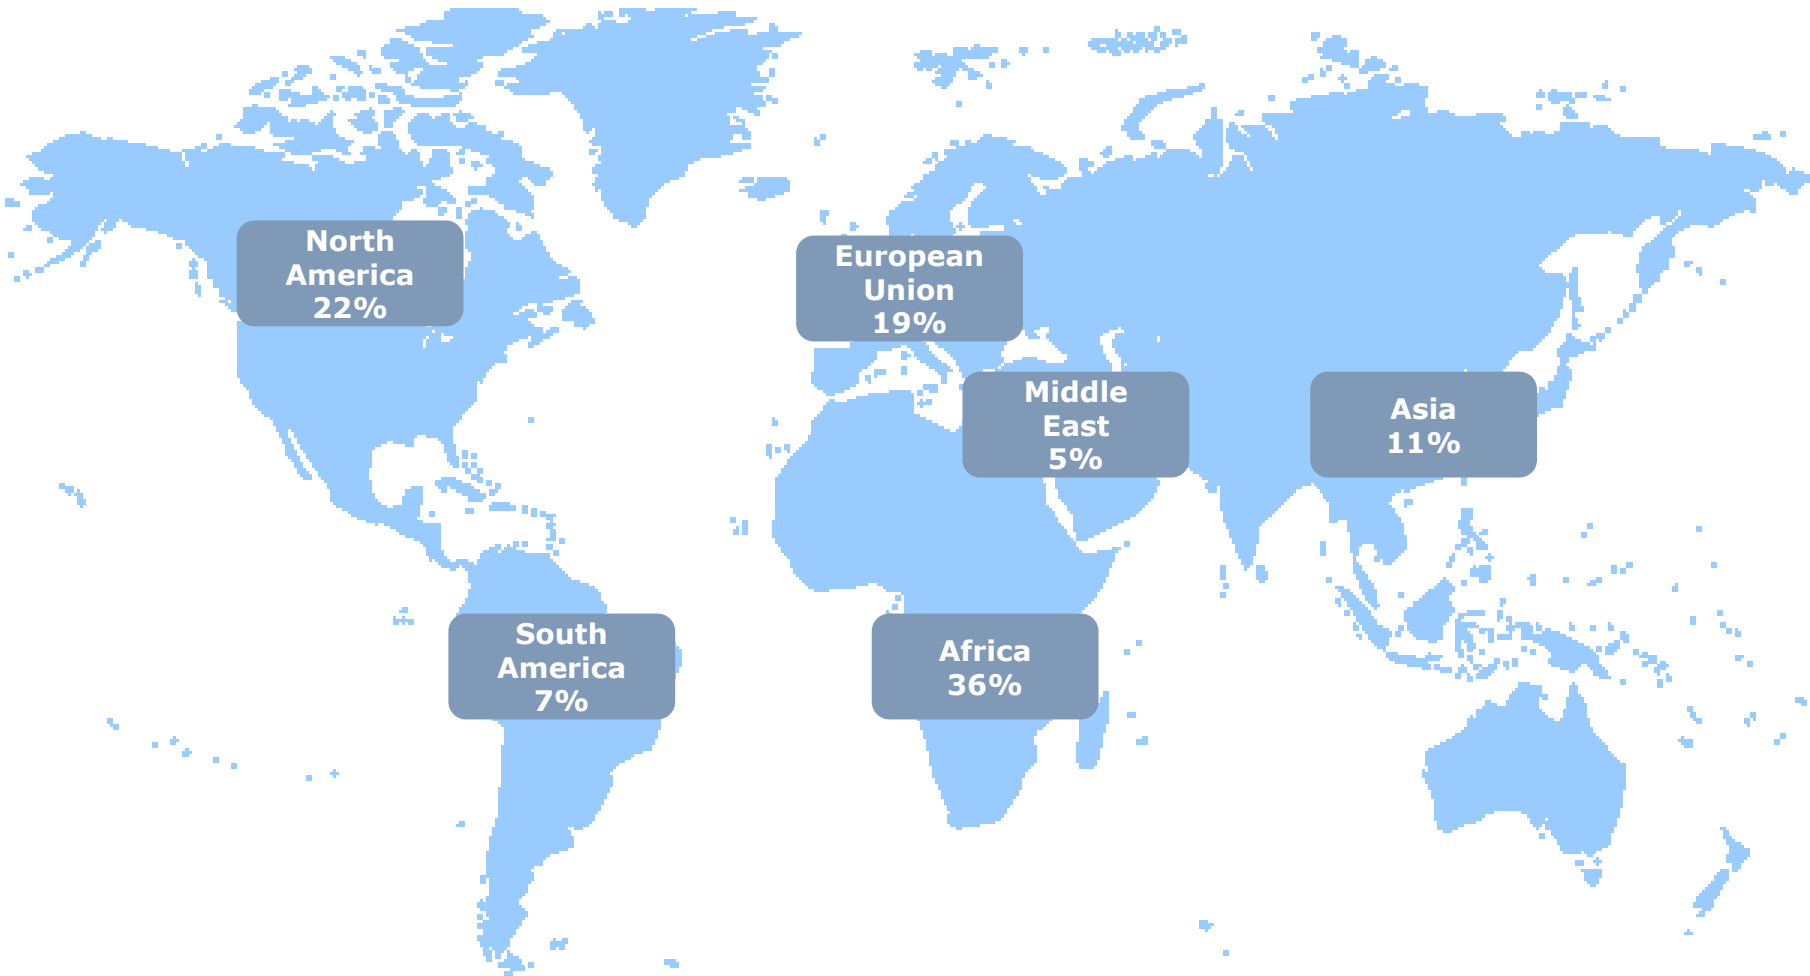 North
America
22%
European
Union
19%
Middle
East
5%
Asia
11%
South
America
7%
Africa
36%